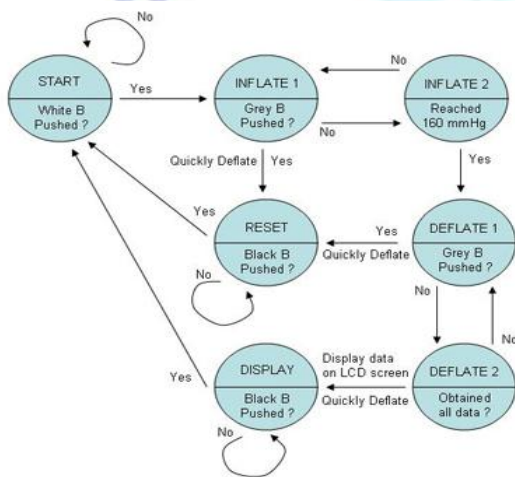 No
START
White B
Pushed ?
Yes
INFLATE 1
Grey B
Pushed ?
No
No
INFLATE 2
Reached
160 mmHg
Quickly Deflate
Yes
Yes
Yes
RESET
Black B
Pushed ?
No
Yes
Quickly Deflate
DEFLATE 1
Grey B
Pushed ?
No
No
Yes
DISPLAY
Black B
Pushed ?
No
Display data
on LCD screen
Quickly Deflate
DEFLATE 2
Obtained
all data ?